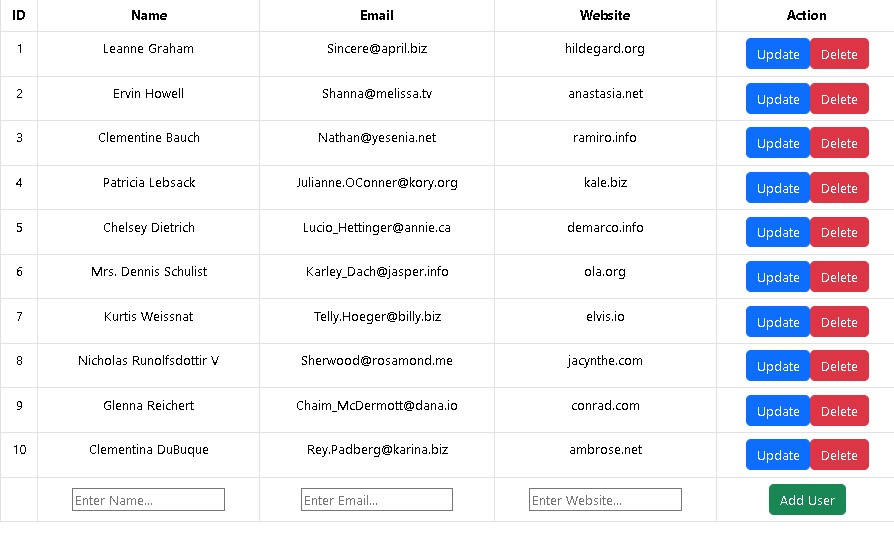 ID Name Email Website Action
1 Leanne Graham Sincere@april.biz hildegard.org Update Delete
2 Ervin Howell Shanna@melissa.tv anastasia.net Update Delete
3 Clementine Bauch Nathan@yesenia.net ramiro.info Update Delete
4 Patricia Lebsack Julianne.OConner@kory.org kale.biz Update Delete
5 Chelsey Dietrich Lucio_Hettinger@annie.ca demarco.info Update Delete
6 Mrs. Dennis Schulist Karley_Dach@jasper.info ola.org Update Delete
7 Kurtis Weissnat Telly.Hoeger@billy.biz elvis.io Update Delete
8 Nicholas Runolfsdottir V Sherwood@rosamond.me jacynthe.com Update Delete
9 Glenna Reichert Chaim_McDermott@dana.io conrad.com Update Delete
10 Clementina DuBuque Rey.Padberg@karina.biz ambrose.net Update Delete
Enter Name... Enter Email... Enter Website... Add User